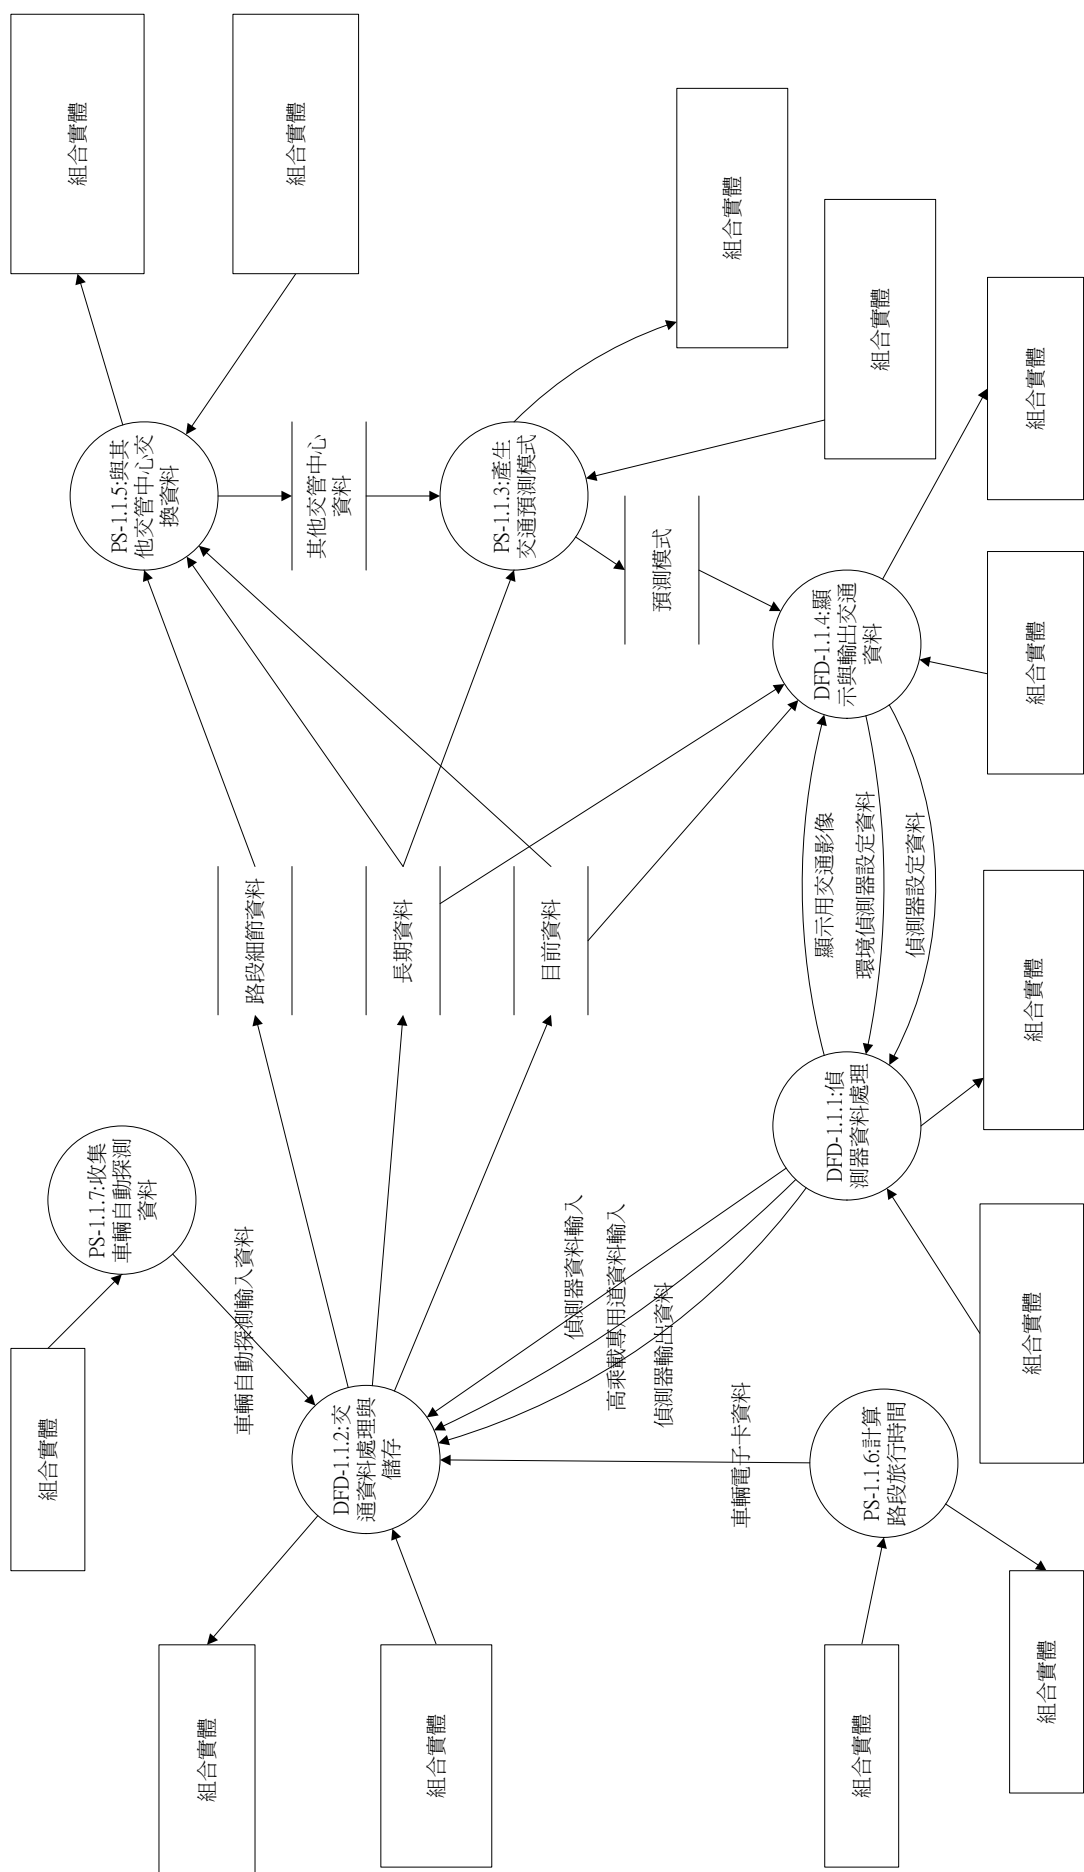 組合實體
組合實體
PS-1.1.7:收集
車輛自動探測
資料
PS-1.1.5:與其
他交管中心交
換資料
組合實體
車輛自動探測輸入資料
路段細節資料
組合實體
其他交管中心
資料
DFD-1.1.2:交
通資料處理與
儲存
長期資料
組合實體
PS-1.1.3:產生
交通預測模式
目前資料
偵測器資料輸入
高乘載專用道資料輸入
偵測器輸出資料
預測模式
組合實體
車輛電子卡資料
顯示用交通影像
DFD-1.1.4:顯
示與輸出交通
資料
DFD-1.1.1:偵
測器資料處理
組合實體
環境偵測器設定資料
組合實體
PS-1.1.6:計算
路段旅行時間
偵測器設定資料
組合實體
組合實體
組合實體
組合實體
組合實體